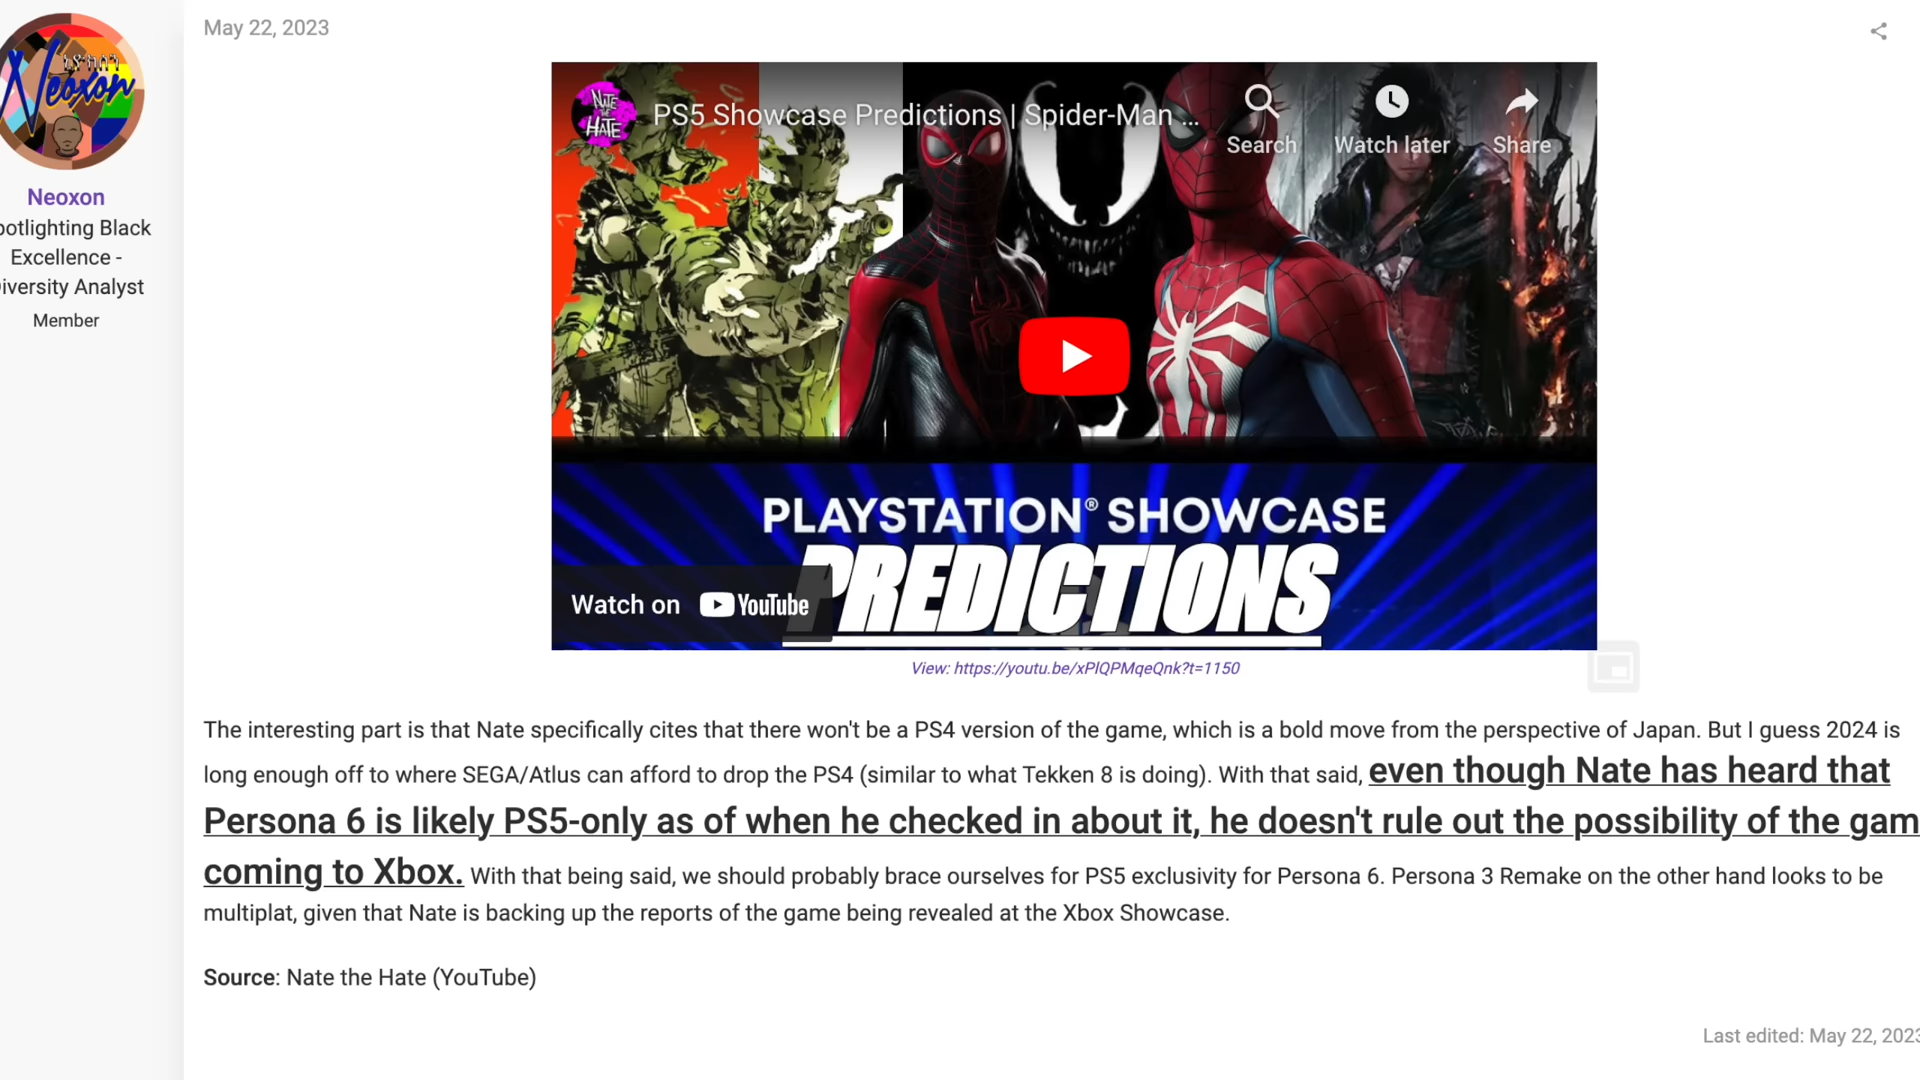 May 22, 2023
ኒዮክሰን
Neoxon
Neoxon
potlighting Black
Excellence -
iversity Analyst
Member
NATE
THE
HATE
PS5 Showcase Predictions | Spider-Man ...
Search
Watch later
Share
PLAYSTATION® SHOWCASE
PREDICTIONS
Watch on YouTube
View: https://youtu.be/xPlQPMqeQnk?t=1150
The interesting part is that Nate specifically cites that there won't be a PS4 version of the game, which is a bold move from the perspective of Japan. But I guess 2024 is
long enough off to where SEGA/Atlus can afford to drop the PS4 (similar to what Tekken 8 is doing). With that said, even though Nate has heard that
Persona 6 is likely PS5-only as of when he checked in about it, he doesn't rule out the possibility of the gam
coming to Xbox. With that being said, we should probably brace ourselves for PS5 exclusivity for Persona 6. Persona 3 Remake on the other hand looks to be
multiplat, given that Nate is backing up the reports of the game being revealed at the Xbox Showcase.
Source: Nate the Hate (YouTube)
Last edited: May 22, 2023